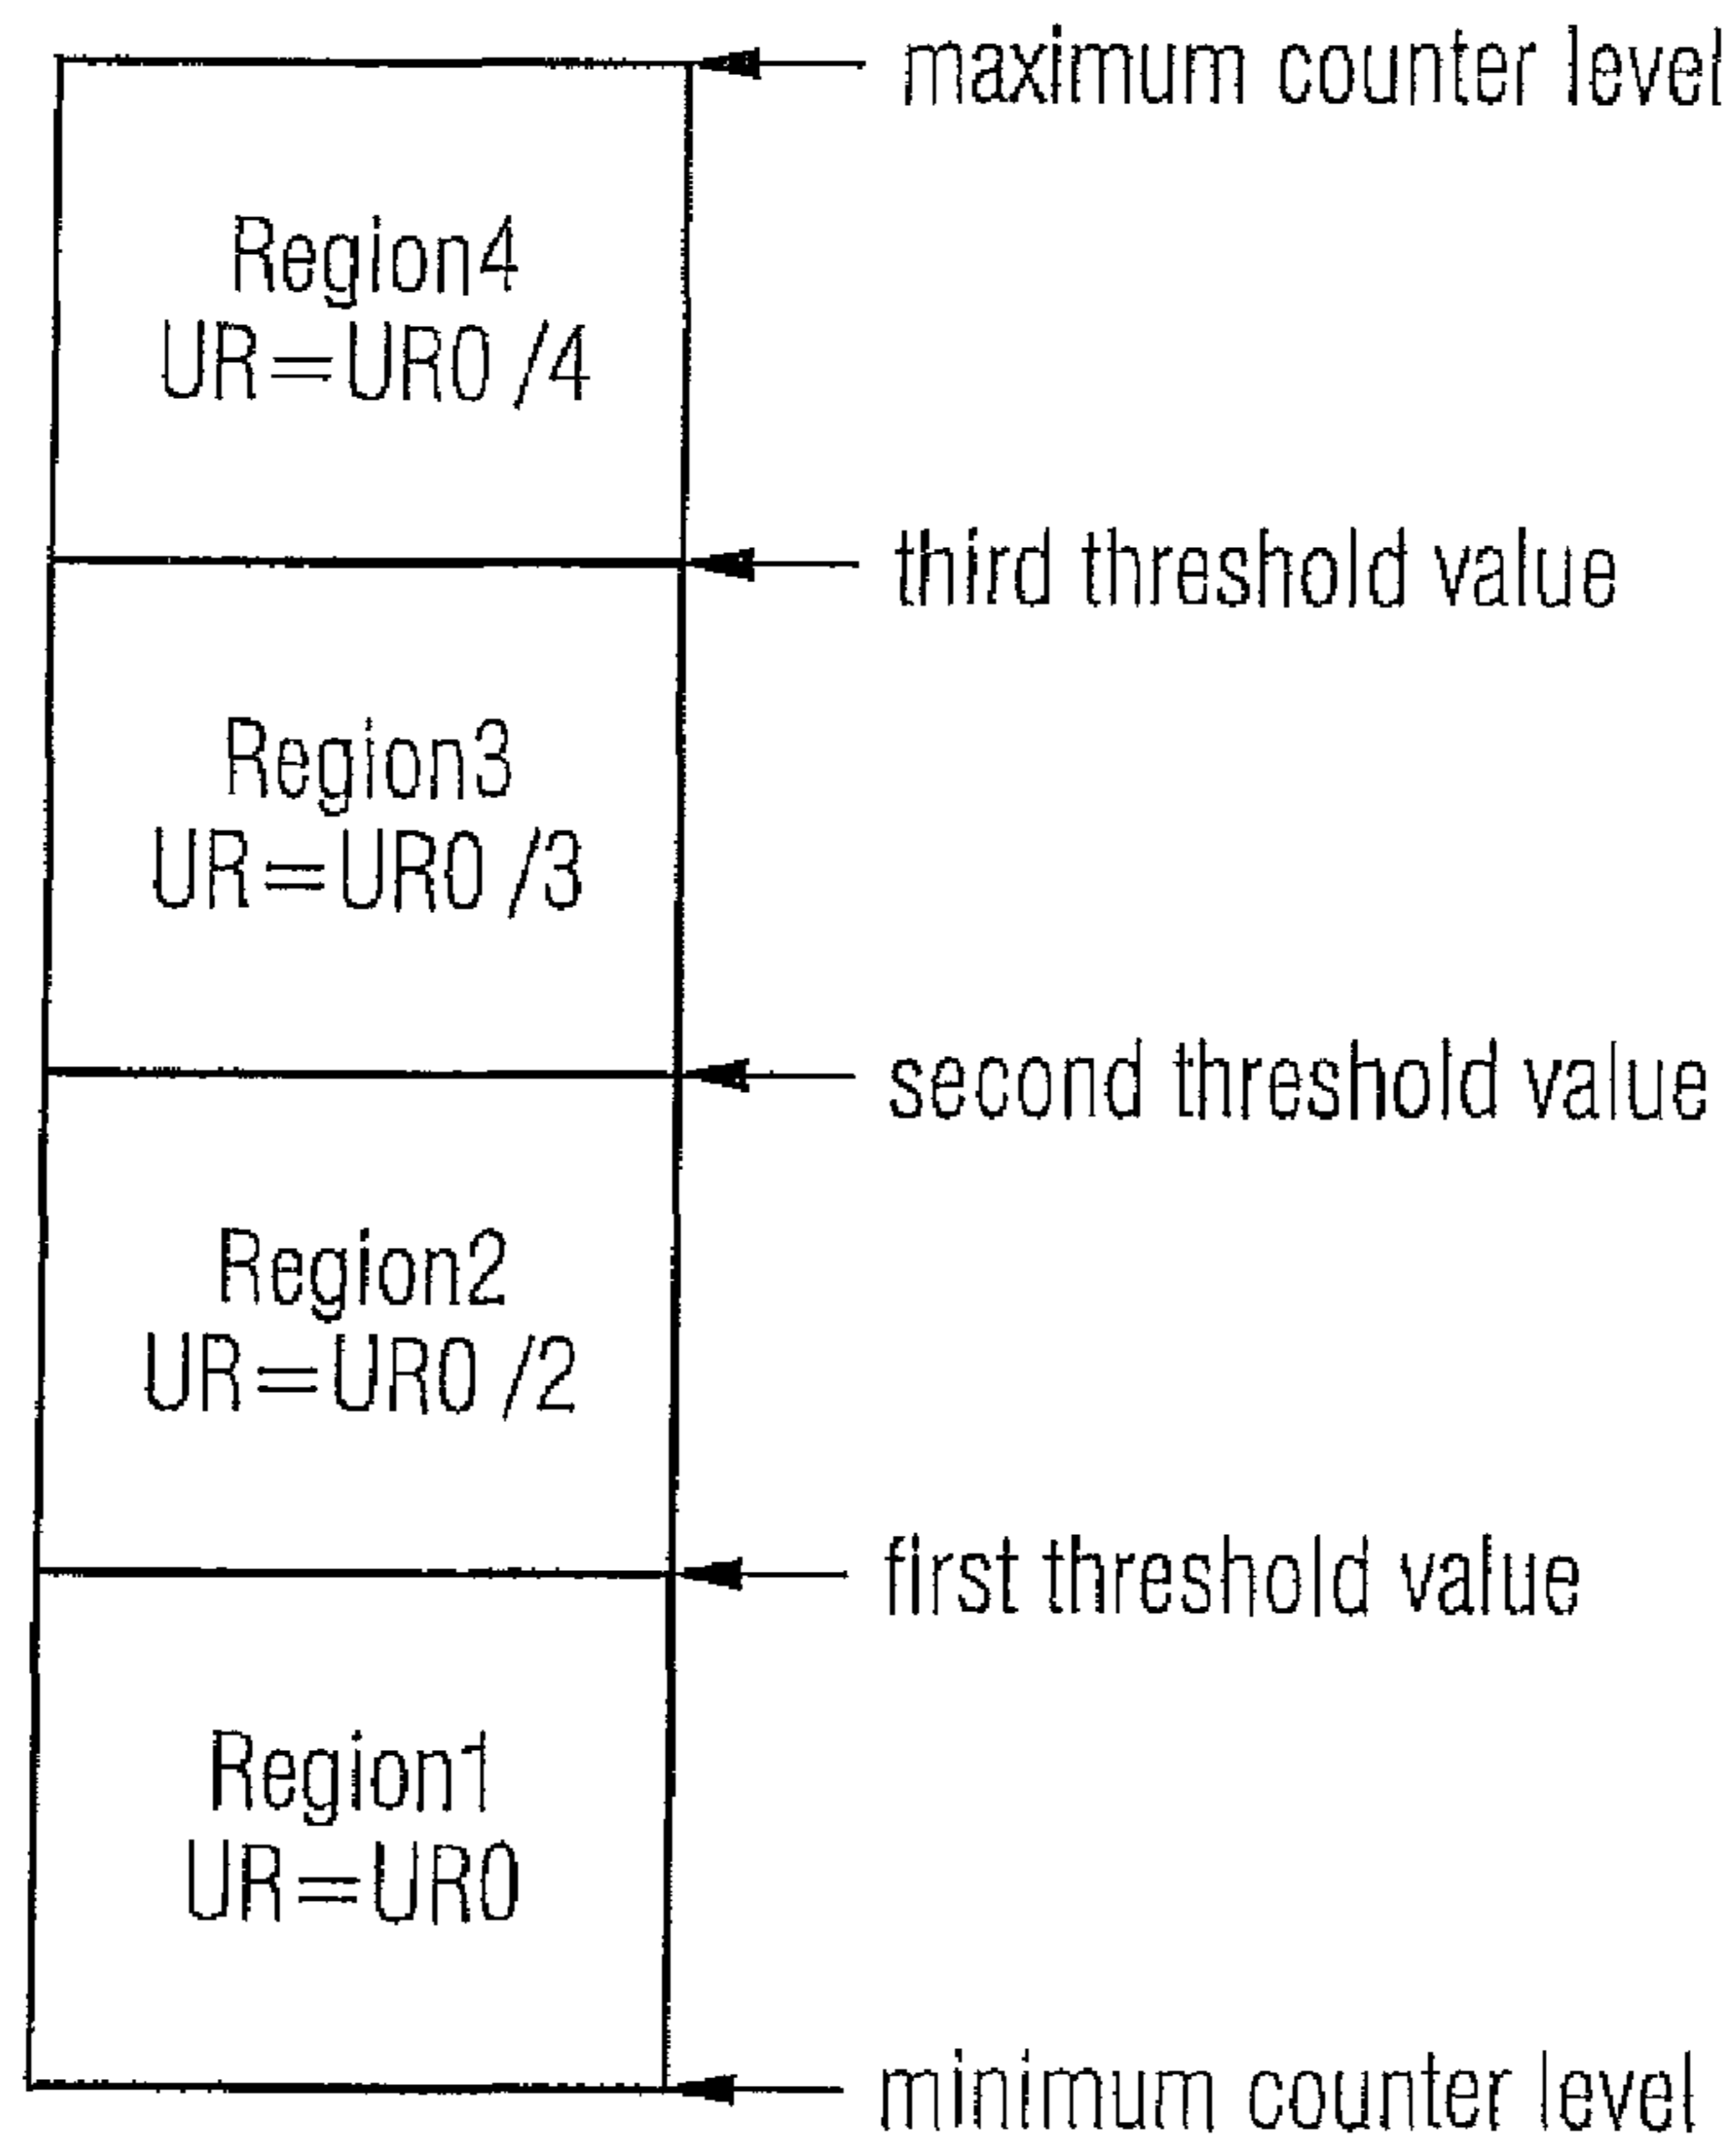 maximum counter level
Region4
UR=UR0/4
third threshold value
Region3
UR=UR0/3
second threshold value
Region2
UR=UR0/2
first threshold value
Region1
UR=UR0
minimum counter level